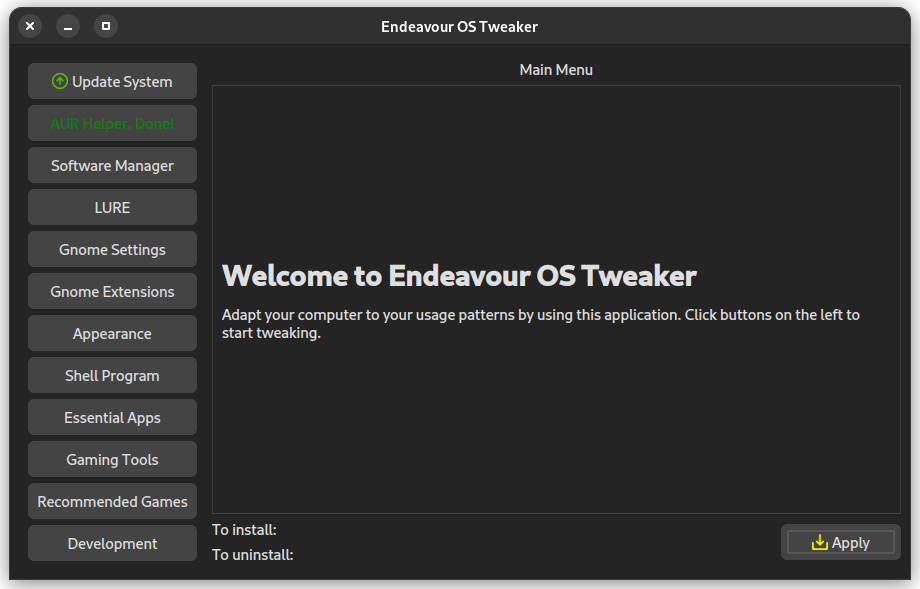 Endeavour OS Tweaker
Update System
AUR Helper: Done!
Software Manager
LURE
Gnome Settings
Gnome Extensions
Appearance
Shell Program
Essential Apps
Gaming Tools
Recommended Games
Development
Main Menu
Welcome to Endeavour OS Tweaker
Adapt your computer to your usage patterns by using this application. Click buttons on the left to
start tweaking.
To install:
To uninstall:
Apply